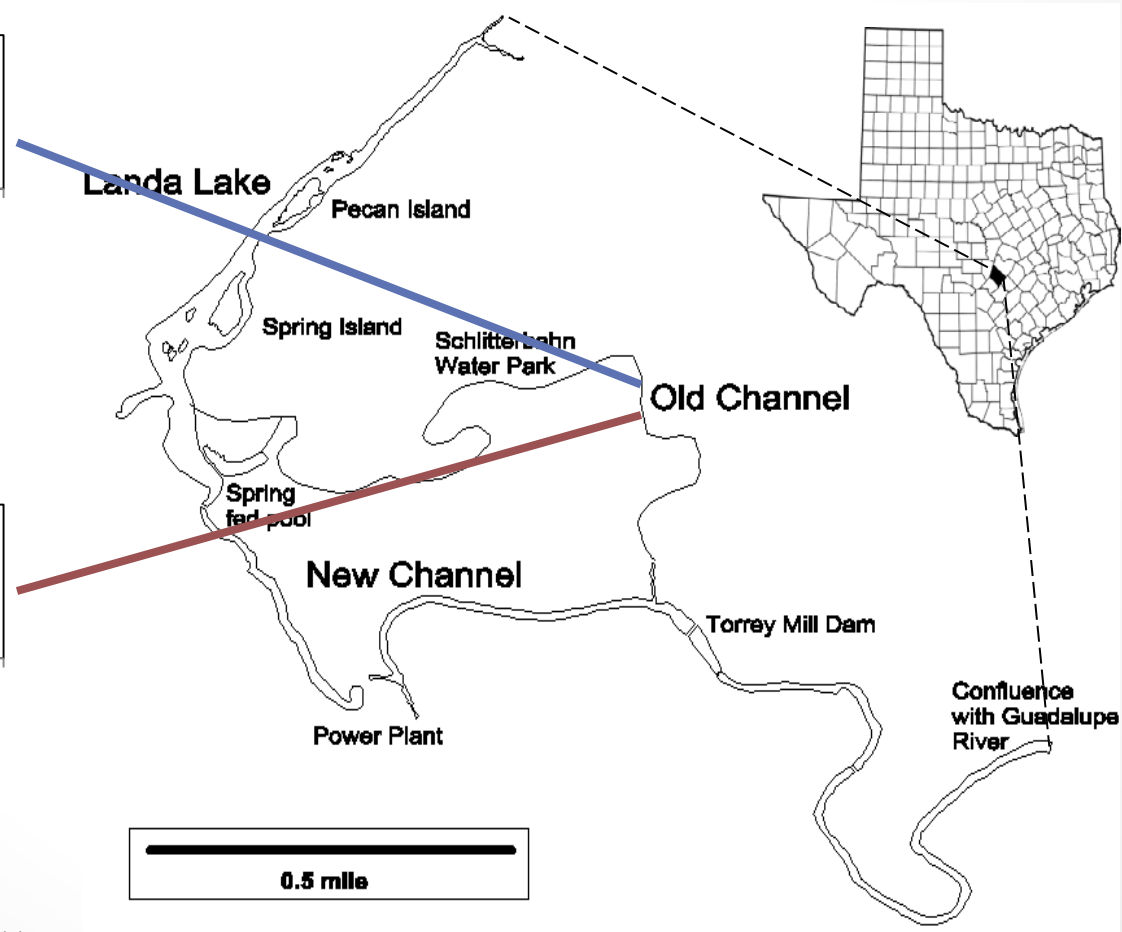 Landa Lake
Pecan Island
Spring Island
Schlitterbahn
Water Park
Old Channel
Spring
fed pool
New Channel
Torrey Mill Dam
Confluence
with Guadalupe
River
Power Plant
0.5 mile